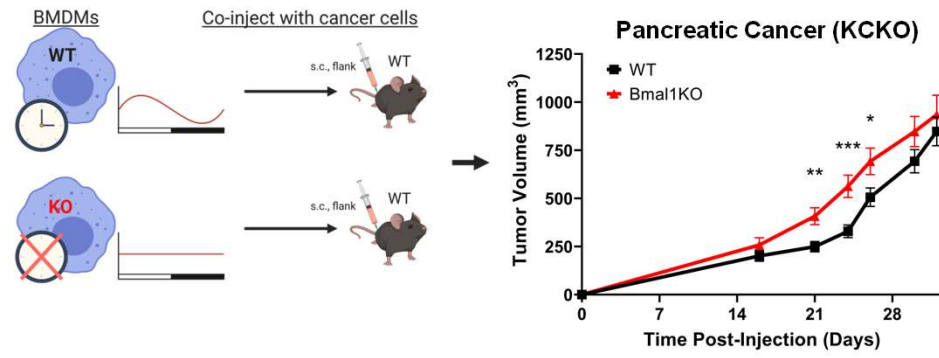 BMDMs
Co-inject with cancer cells
WT
s.c., flank
WT
KO
s.c., flank
WT
Pancreatic Cancer (KCKO)
WT
Bmal1KO
Tumor Volume (mm³)
1250
1000
750
500
250
0
**
***
*
0
7
14
21
28
Time Post-Injection (Days)